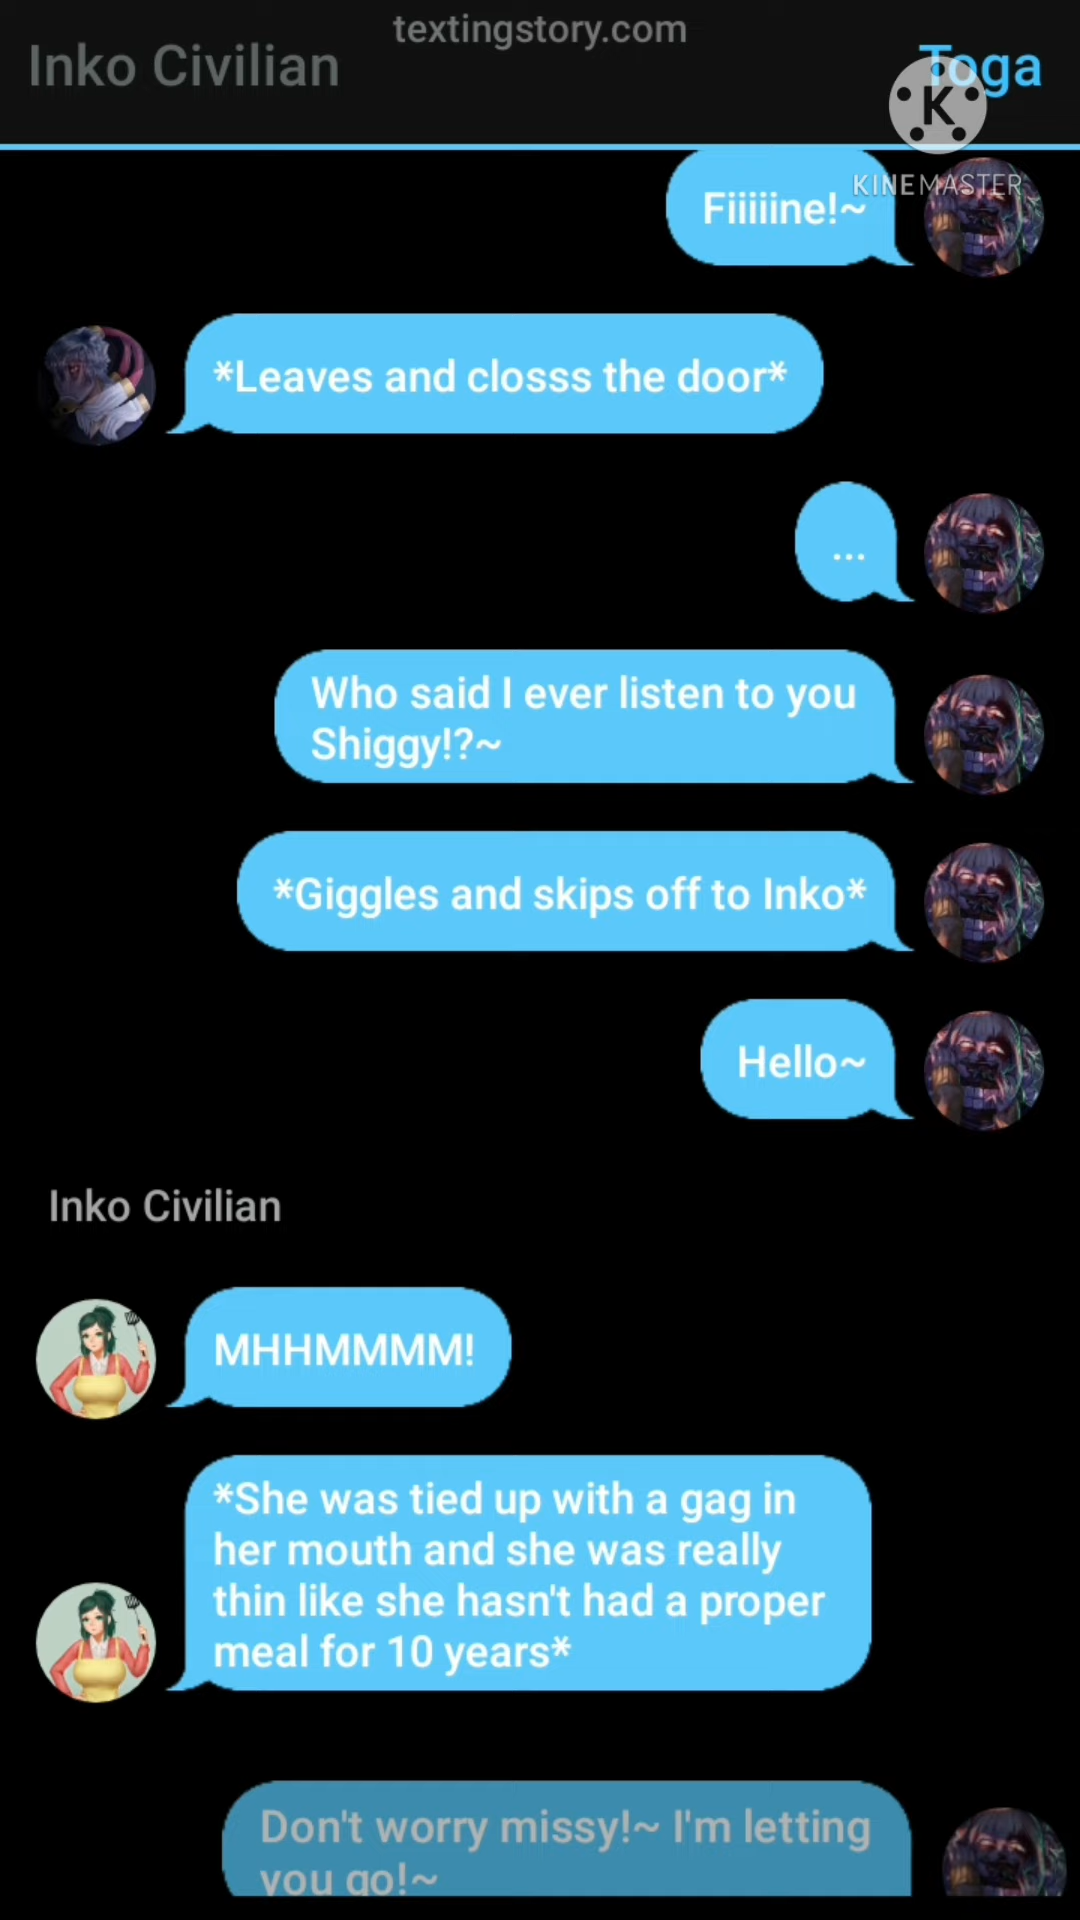 textingstory.com
Inko Civilian
Toga
K
KINEMASTER
Fiiiiine!~
*Leaves and closss the door*
...
Who said I ever listen to you
Shiggy!?~
*Giggles and skips off to Inko*
Hello~
Inko Civilian
MHHMMMM!
*She was tied up with a gag in
her mouth and she was really
thin like she hasn't had a proper
meal for 10 years*
Don't worry missy!~ I'm letting
you go!~